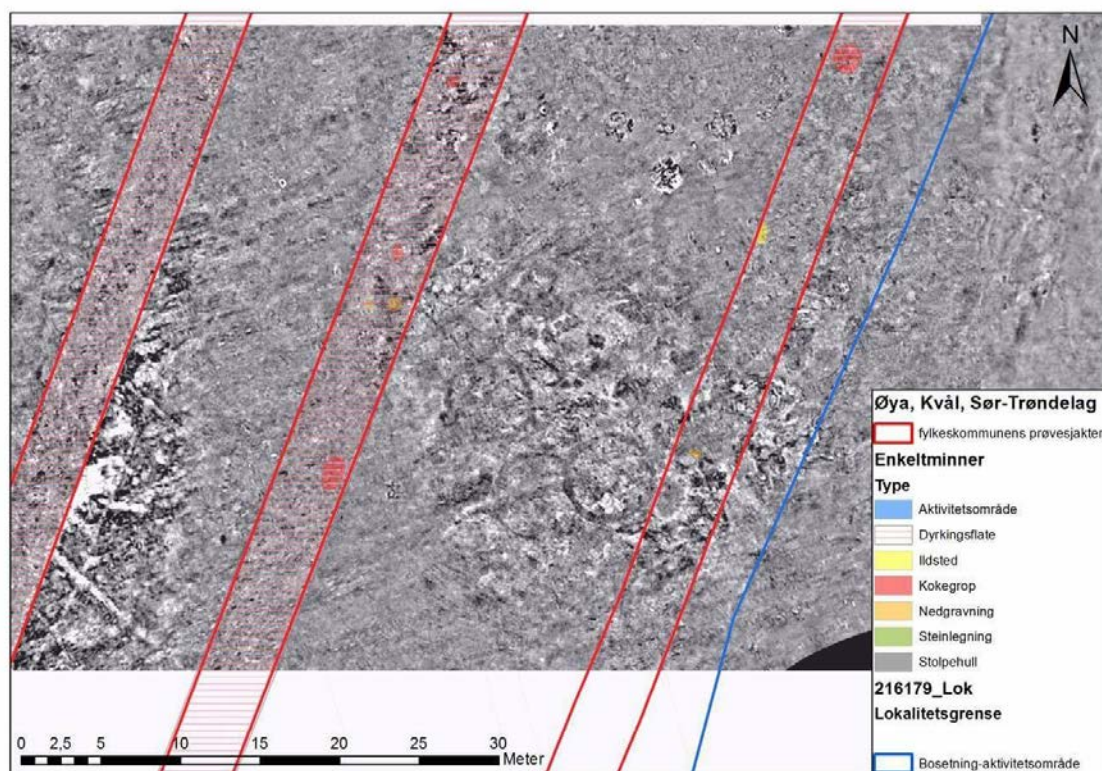 N
Øya, Kvål, Sør-Trøndelag
fylkeskommunens prøvesjakter
Enkeltminner
Type
Aktivitetsområde
Dyrkingsflate
Ildsted
Kokegrop
Nedgravning
Steinlegning
Stolpehull
216179_Lok
Lokalitetsgrense
Bosetning-aktivitetsområde
0 2,5 5 10 15 20 25 30
Meter